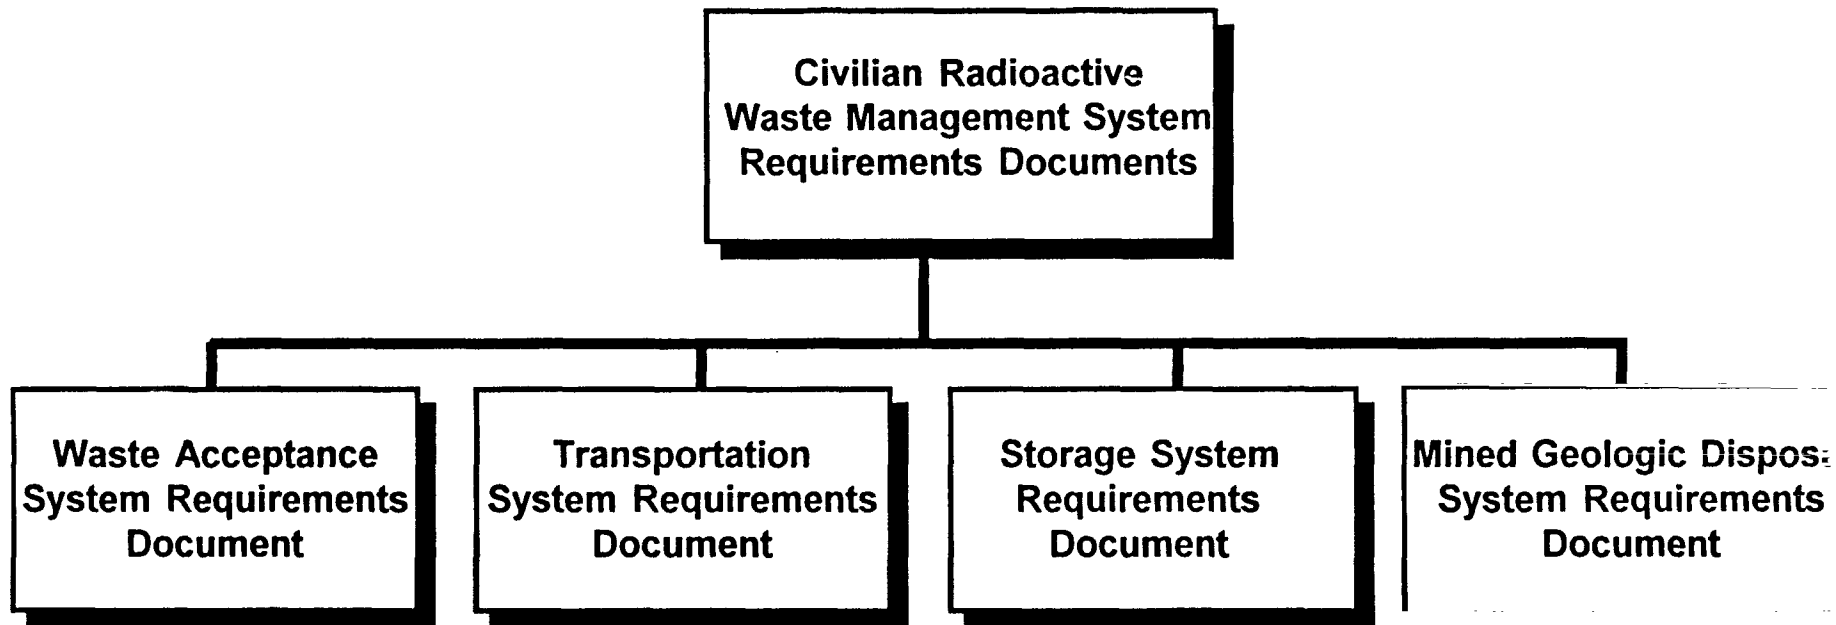 Civilian Radioactive
Waste Management System
Requirements Documents
Waste Acceptance
System Requirements
Document
Transportation
System Requirements
Document
Storage System
Requirements
Document
Mined Geologic
System Requirements
Document